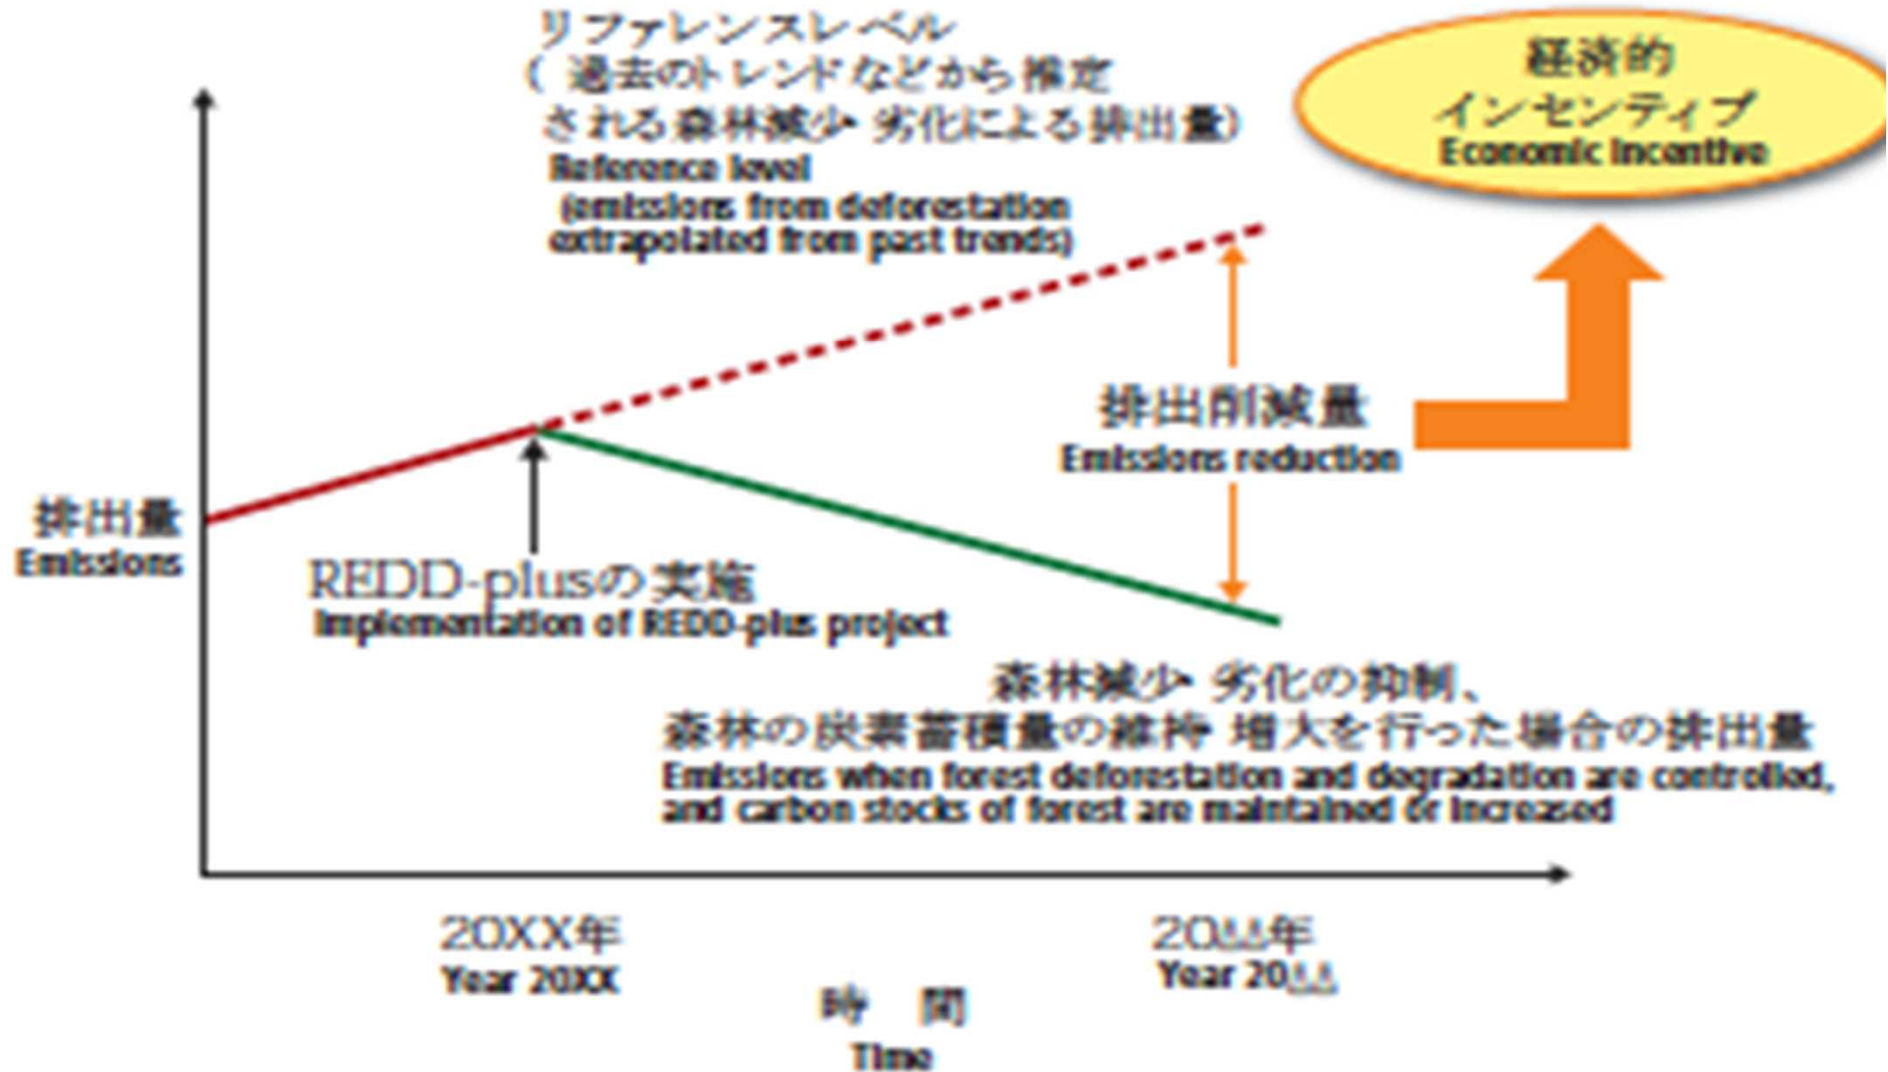 リファレンスレベル
(過去のトレンドなどから推定
される森林減少・劣化による排出量)
Reference level
(emissions from deforestation
extrapolated from past trends)
経済的
インセンティブ
Economic incentive
排出削減量
Emissions reduction
排出量
Emissions
REDD-plusの実施
Implementation of REDD-plus project
森林減少・劣化の抑制、
森林の炭素蓄積量の維持・増大を行った場合の排出量
Emissions when forest deforestation and degradation are controlled,
and carbon stocks of forest are maintained or increased
20XX年
Year 20XX
20△△年
Year 20△△
時 間
Time